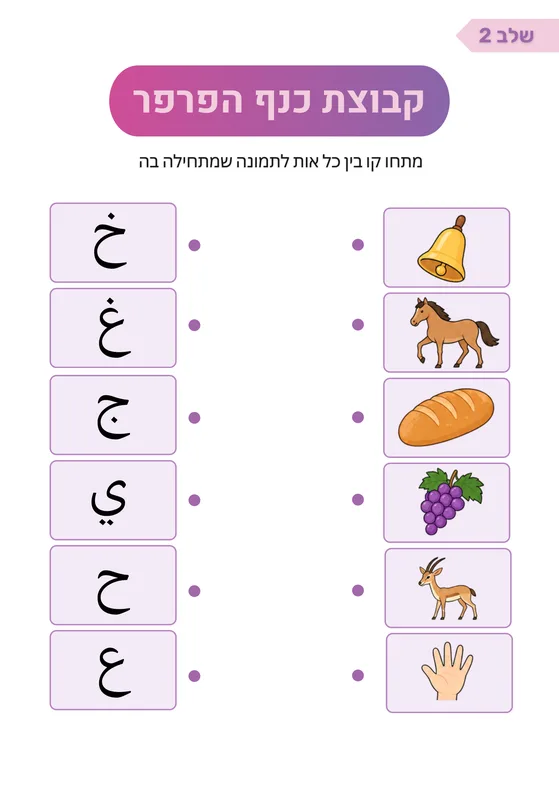 שלב 2
קבוצת כנף הפרפר
מתחו קו בין כל אות לתמונה שמתחילה בה
خ
غ
ج
ي
ح
ع